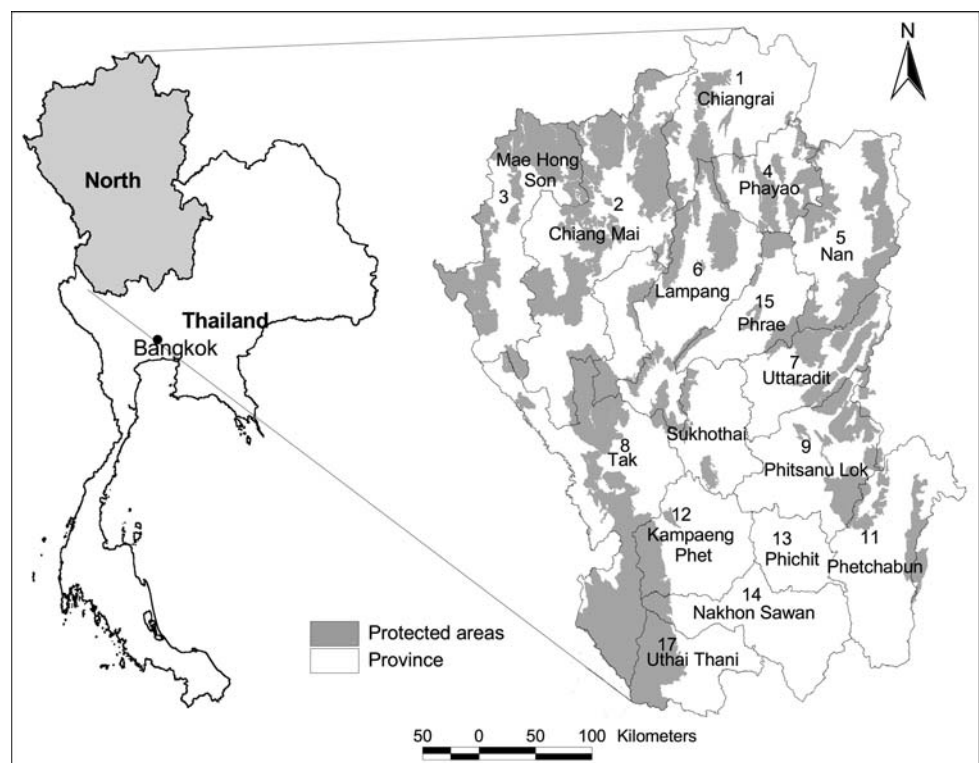 N
1
Chiangrai
Mae Hong
Son
3
2
Chiang Mai
4
Phayao
5
Nan
6
Lampang
15
Phrae
7
Uttaradit
Sukhothai
8
Tak
9
Phitsanu Lok
12
Kampaeng
Phet
13
Phichit
11
Phetchabun
14
Nakhon Sawan
17
Uthai Thani
North
Thailand
Bangkok
Protected areas
Province
50 0 50 100 Kilometers